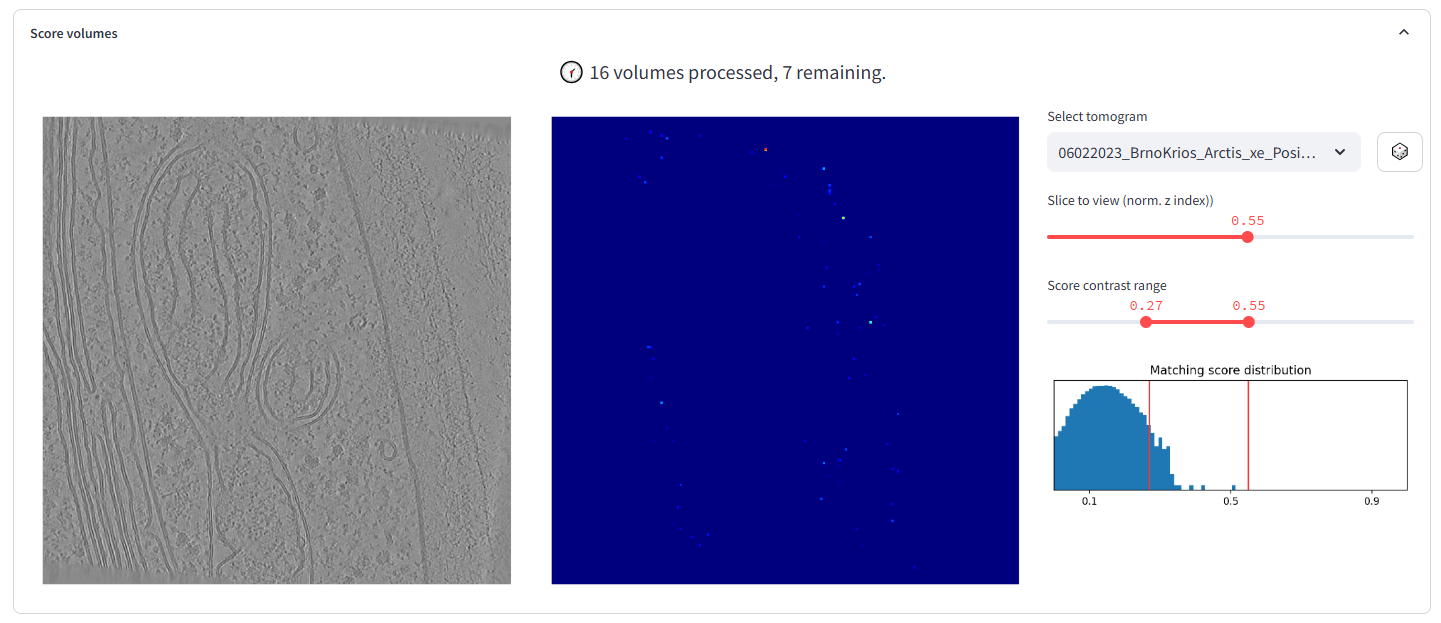 Score volumes
16 volumes processed, 7 remaining.
Select tomogram
06022023_BrnoKrios_Arctis_xe_Posi...
Slice to view (norm. z index))
0.55
Score contrast range
0.27 0.55
Matching score distribution
0.1 0.5 0.9